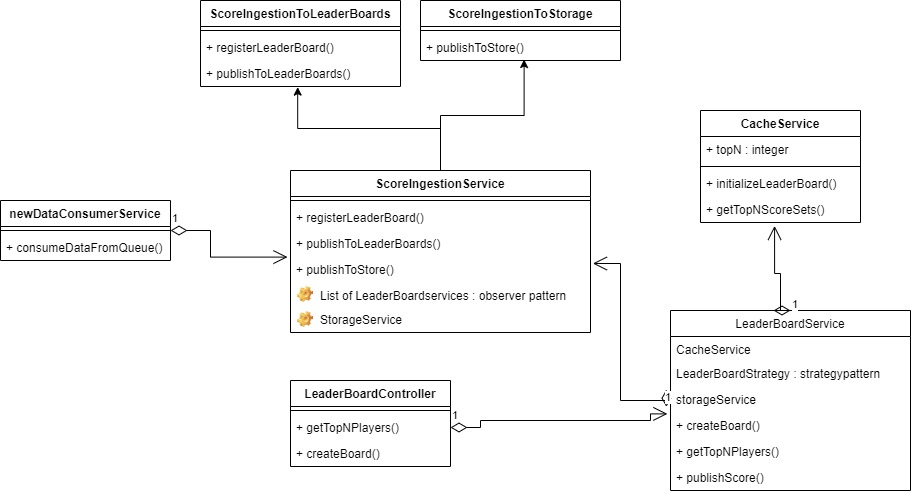 ScoreIngestionToLeaderBoards
+ registerLeaderBoard()
+ publishToLeaderBoards()
ScoreIngestionToStorage
+ publishToStore()
CacheService
+ topN : integer
+ initializeLeaderBoard()
+ getTopNScoreSets()
ScoreIngestionService
+ registerLeaderBoard()
+ publishToLeaderBoards()
+ publishToStore()
List of LeaderBoardservices : observer pattern
StorageService
newDataConsumerService
+ consumeDataFromQueue()
1
1
LeaderBoardService
CacheService
LeaderBoardStrategy : strategypattern
storageService
+ createBoard()
+ getTopNPlayers()
+ publishScore()
1
LeaderBoardController
+ getTopNPlayers()
+ createBoard()
1